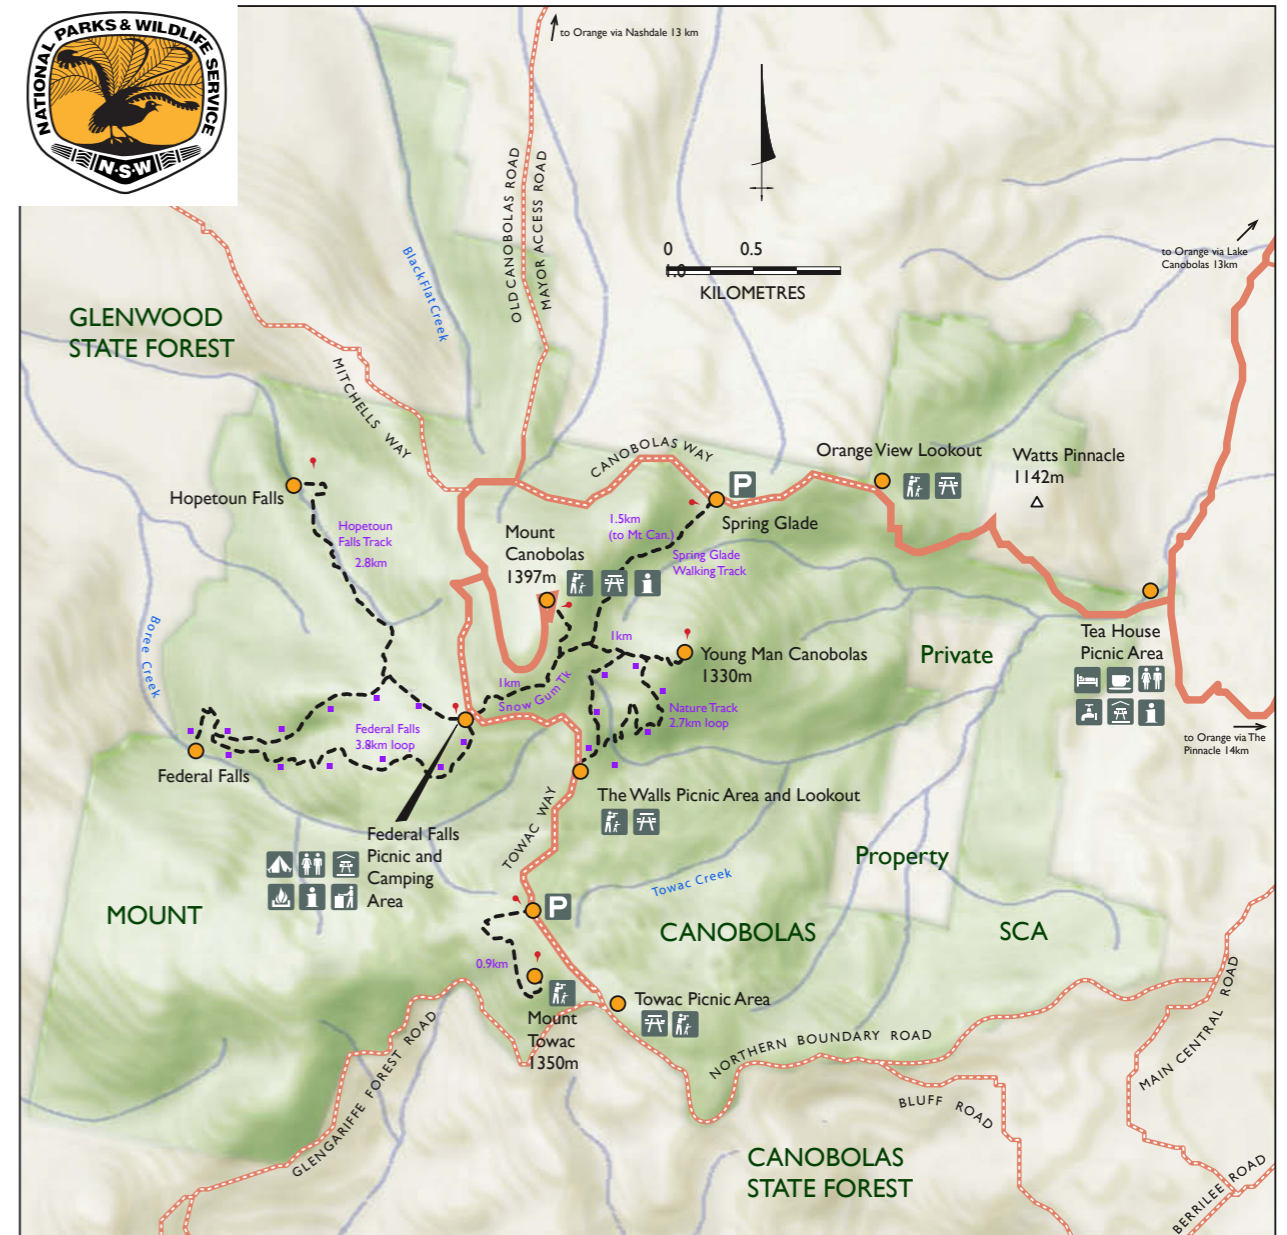 NATIONAL PARKS & WILDLIFE SERVICE
N·S·W
to Orange via Nashdale 13 km
OLD CANOBOLAS ROAD
MAYOR ACCESS ROAD
Black Flat Creek
0 0.5
1.0
KILOMETRES
to Orange via Lake
Canobolas 13km
GLENWOOD
STATE FOREST
MITCHELLS WAY
CANOBOLAS WAY
Orange View Lookout
Watts Pinnacle
1142m
Hopetoun Falls
P
Spring Glade
Hopetoun
Falls Track
2.8km
1.5km
(to Mt Can.)
Spring Glade
Walking Track
Mount
Canobolas
1397m
i
Boree Creek
1km
Young Man Canobolas
1330m
Private
Tea House
Picnic Area
i
1km
Snow Gum Tk
Nature Track
2.7km loop
Federal Falls
3.8km loop
to Orange via The
Pinnacle 14km
Federal Falls
The Walls Picnic Area and Lookout
TOWAC WAY
Federal Falls
Picnic and
Camping
Area
i
Property
Towac Creek
MOUNT
P
CANOBOLAS
SCA
0.9km
Towac Picnic Area
Mount
Towac
1350m
GLENGARIFFE FOREST ROAD
NORTHERN BOUNDARY ROAD
MAIN CENTRAL ROAD
BLUFF ROAD
CANOBOLAS
STATE FOREST
BERRILEE ROAD